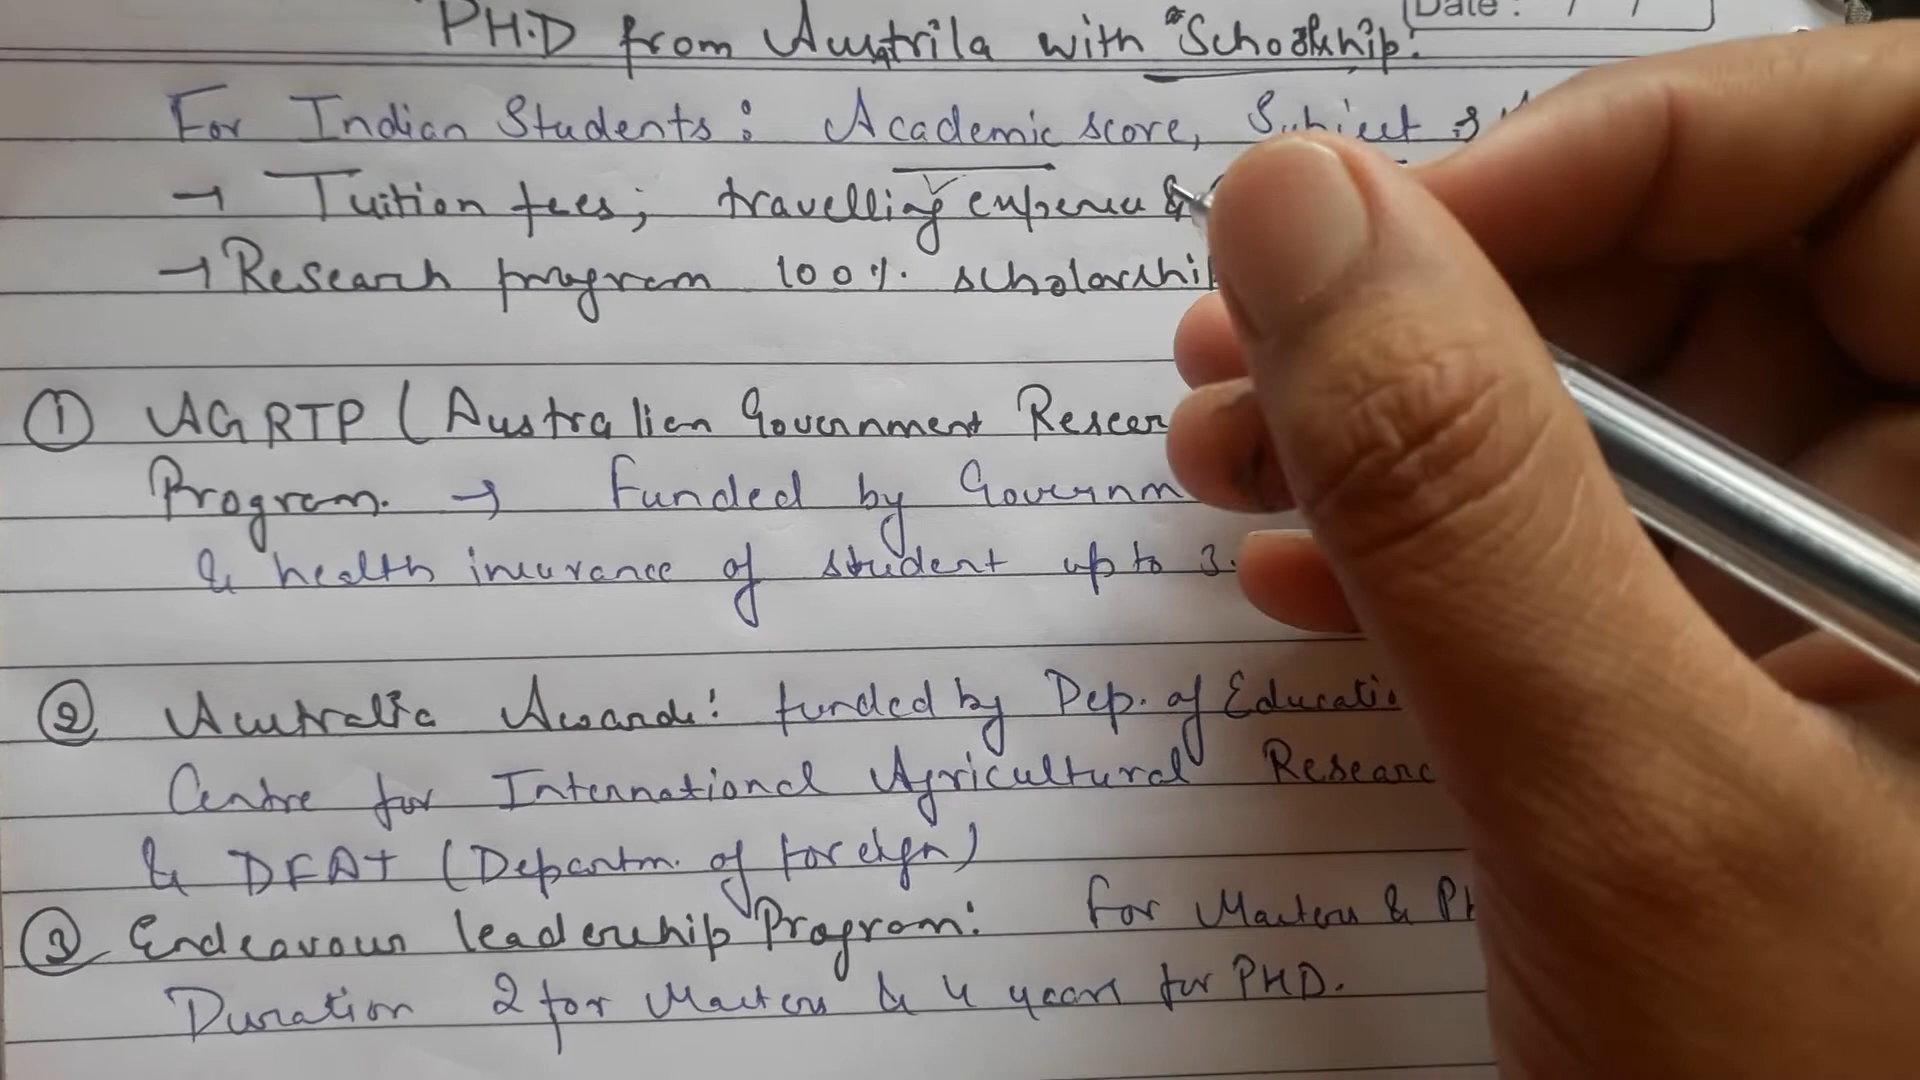 Date : / /
PH.D from Austrila with Schoolship.
For Indian Students : Academic score, Subject &
→ Tuition fees, travelling expense &
→ Research program 100% scholarshi
① AGRTP (Australian Government Resear
Program. → Funded by Governm
& health insurance of student up to 3.
② Australia Awards: funded by Dep. of Educatio
Centre for International Agricultural Researc
& DFAT (Departm. of foreign)
③ Endeavour leadership Program: For Masters & PH
Duration 2 for Masters & 4 years for PHD.